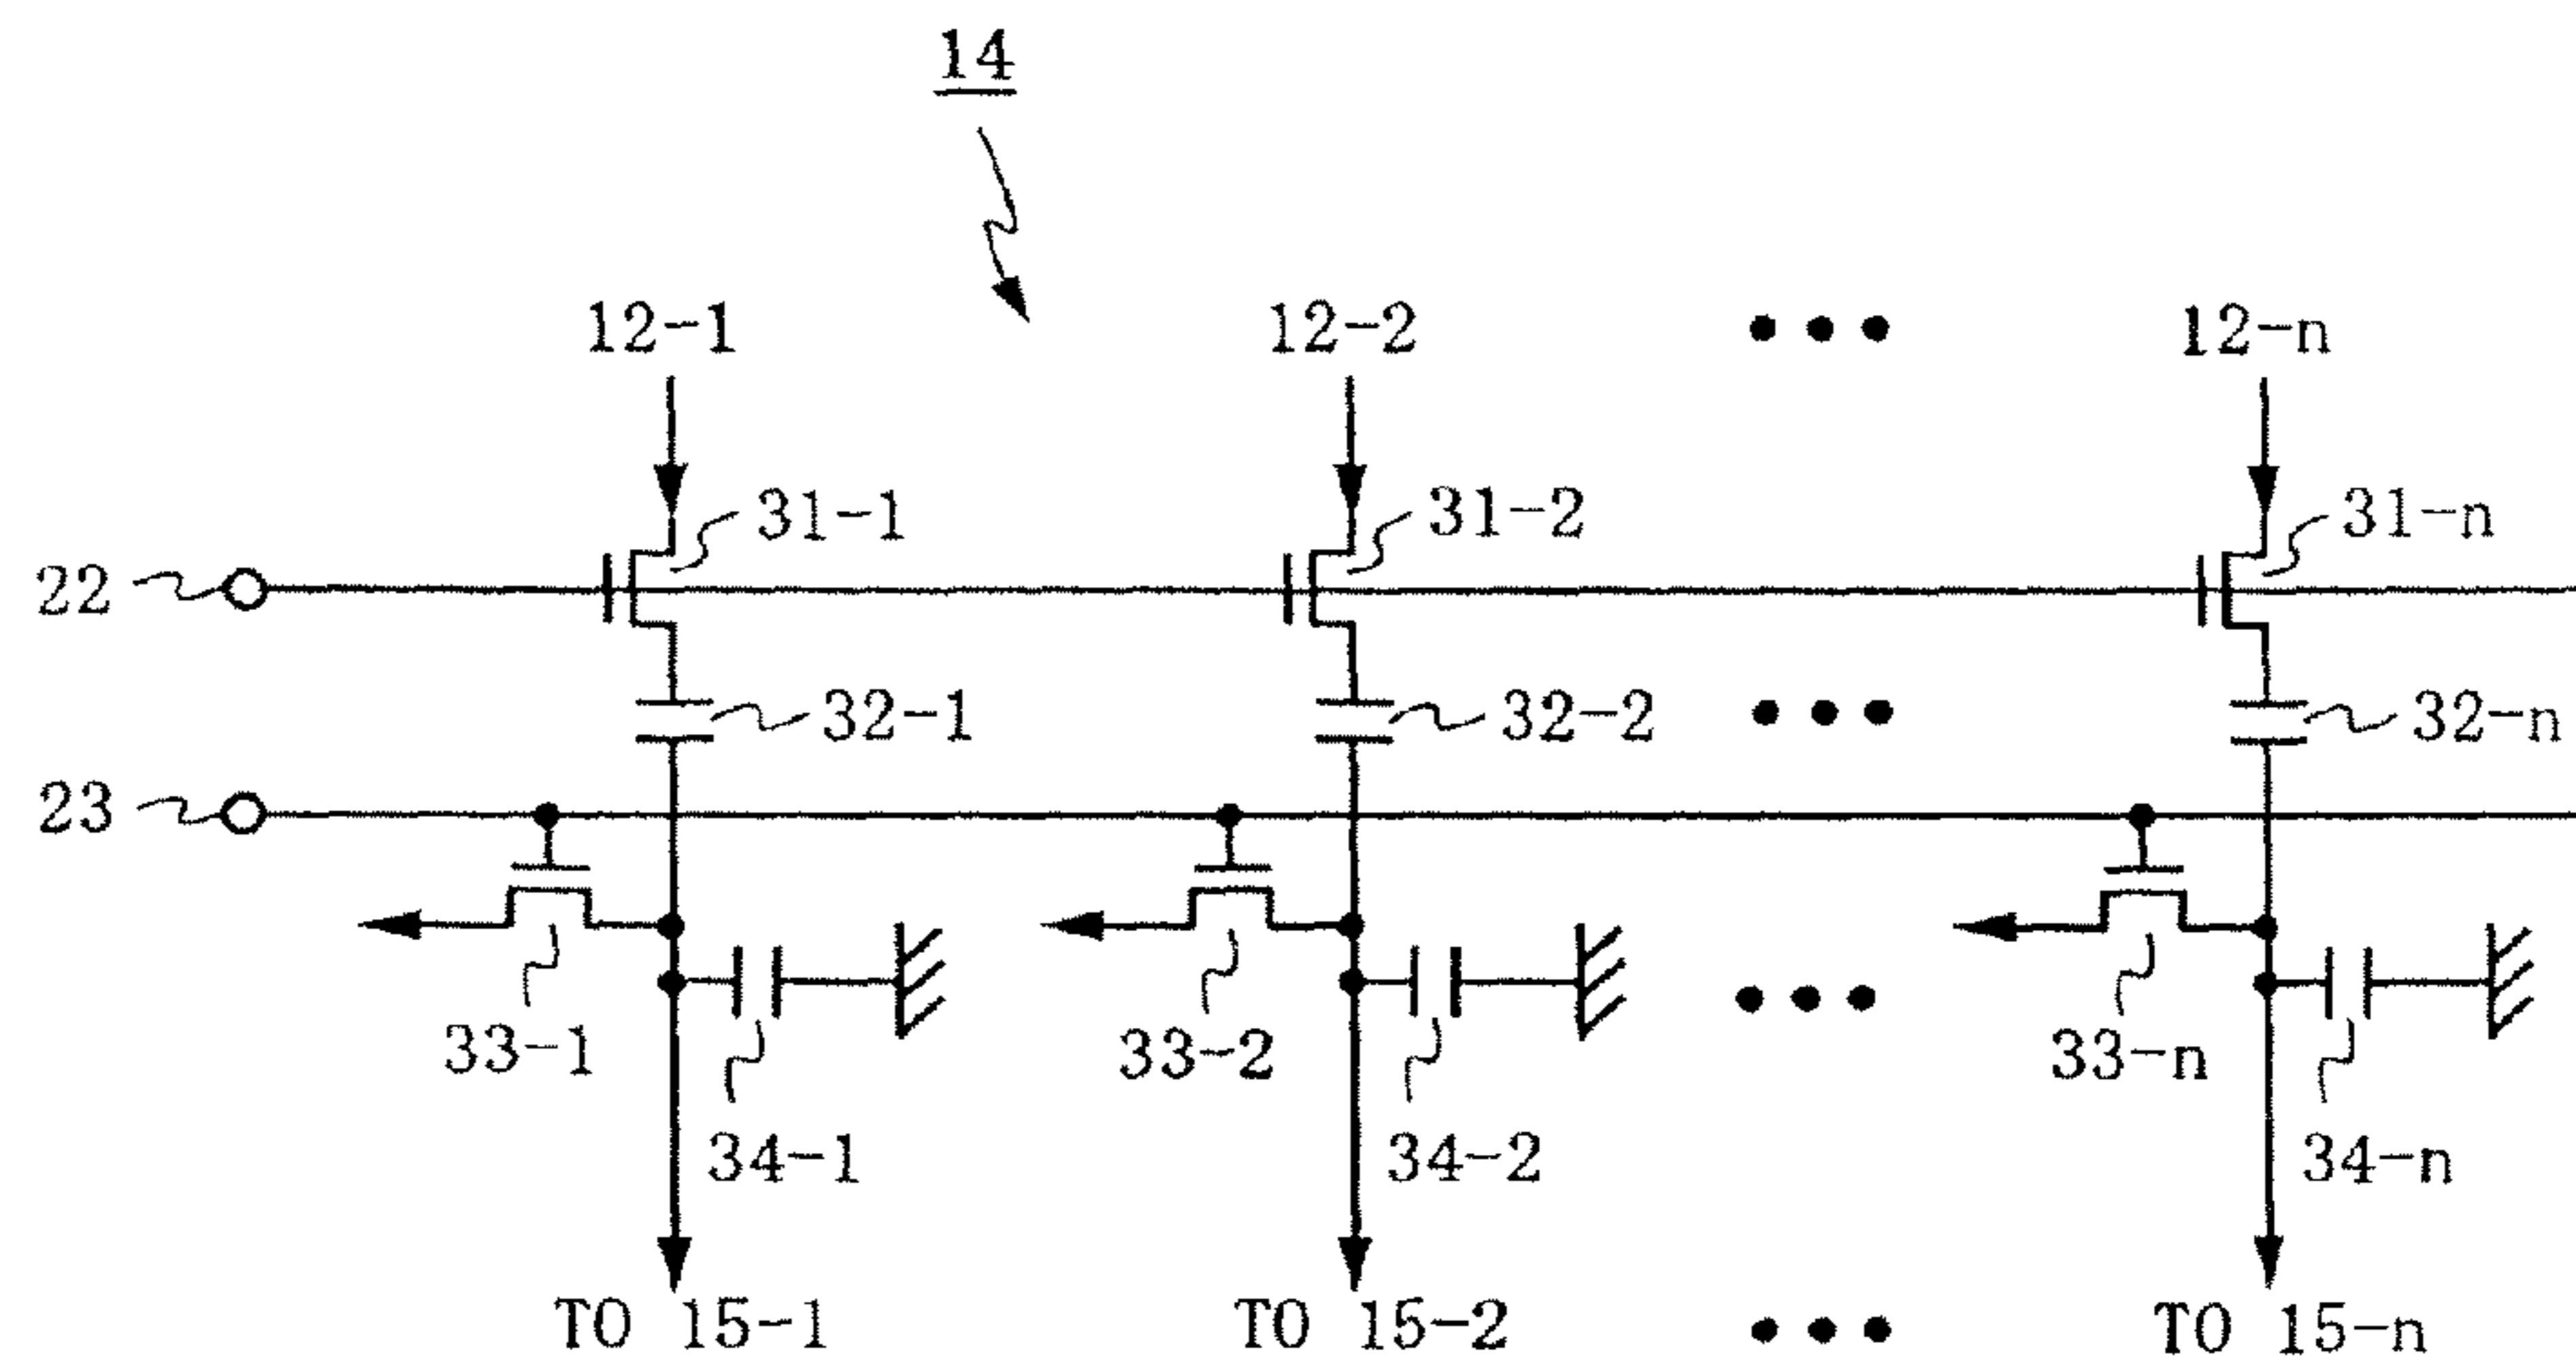 14
12-1 12-2 ••• 12-n
31-1 31-2 31-n
22
32-1 32-2 ••• 32-n
23
33-1 33-2 ••• 33-n
34-1 34-2 34-n
TO 15-1 TO 15-2 ••• TO 15-n